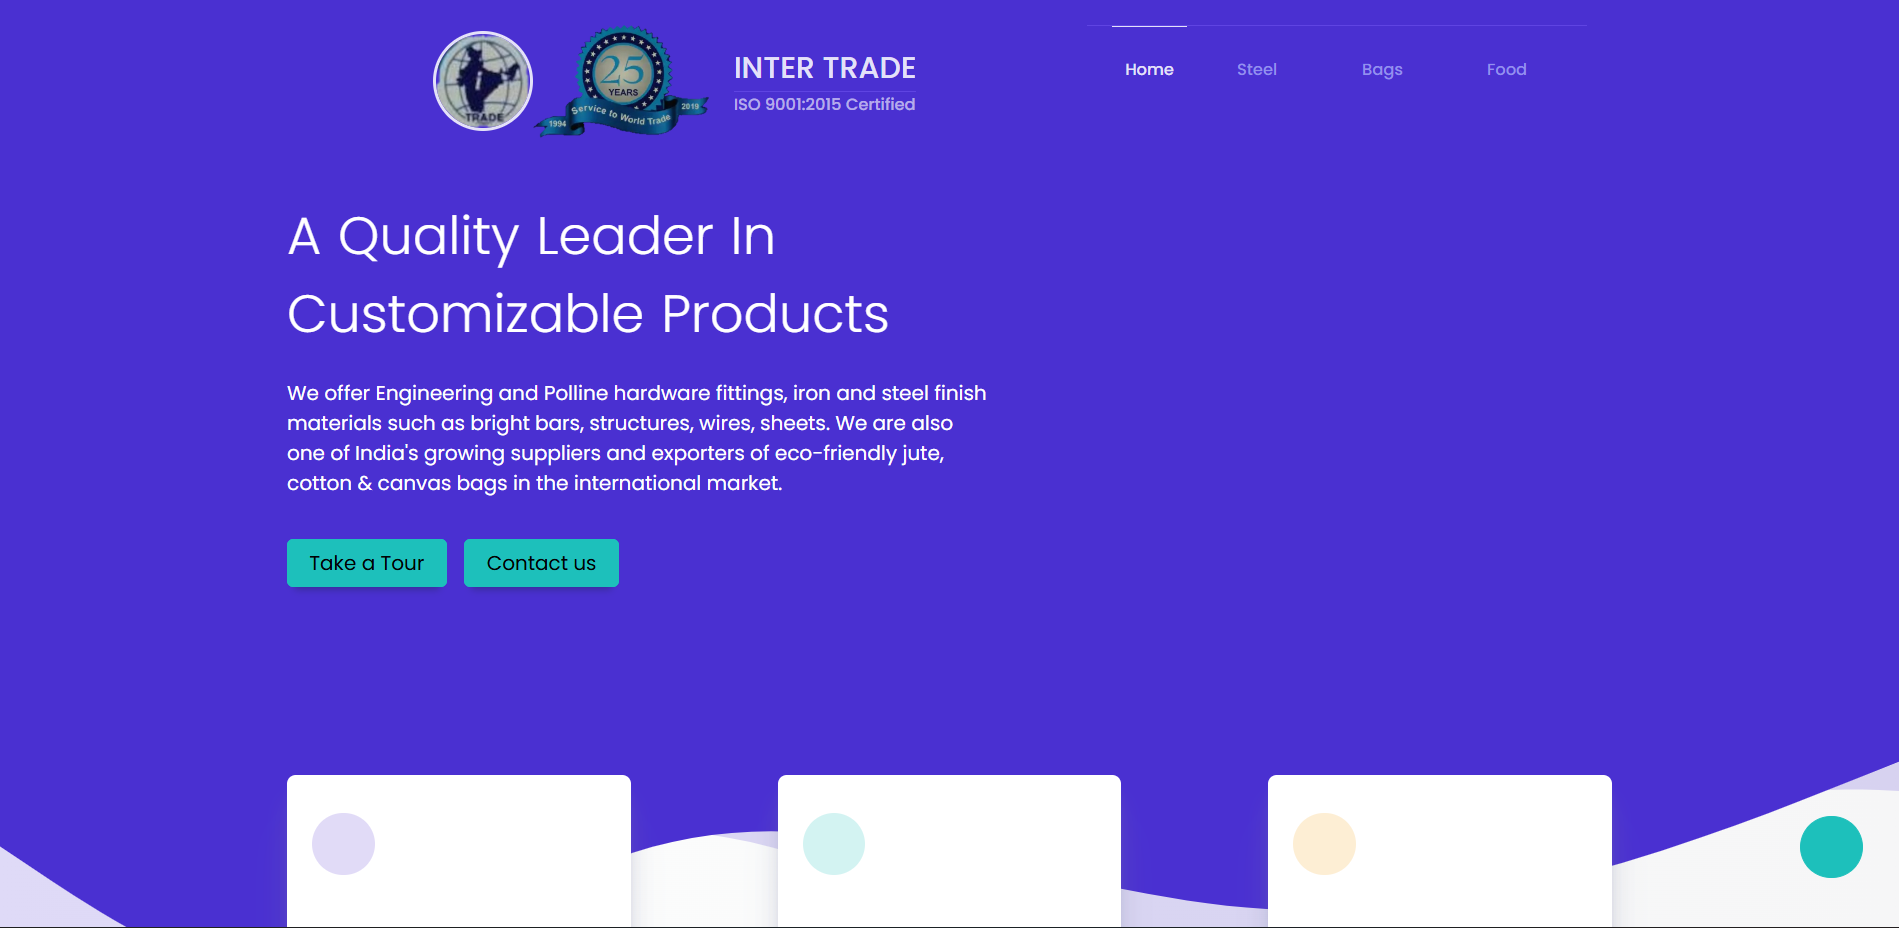 TRADE
25
YEARS
Service to World Trade
1994
2019
INTER TRADE
ISO 9001:2015 Certified
Home
Steel
Bags
Food
A Quality Leader In
Customizable Products
We offer Engineering and Polline hardware fittings, iron and steel finish
materials such as bright bars, structures, wires, sheets. We are also
one of India's growing suppliers and exporters of eco-friendly jute,
cotton & canvas bags in the international market.
Take a Tour
Contact us